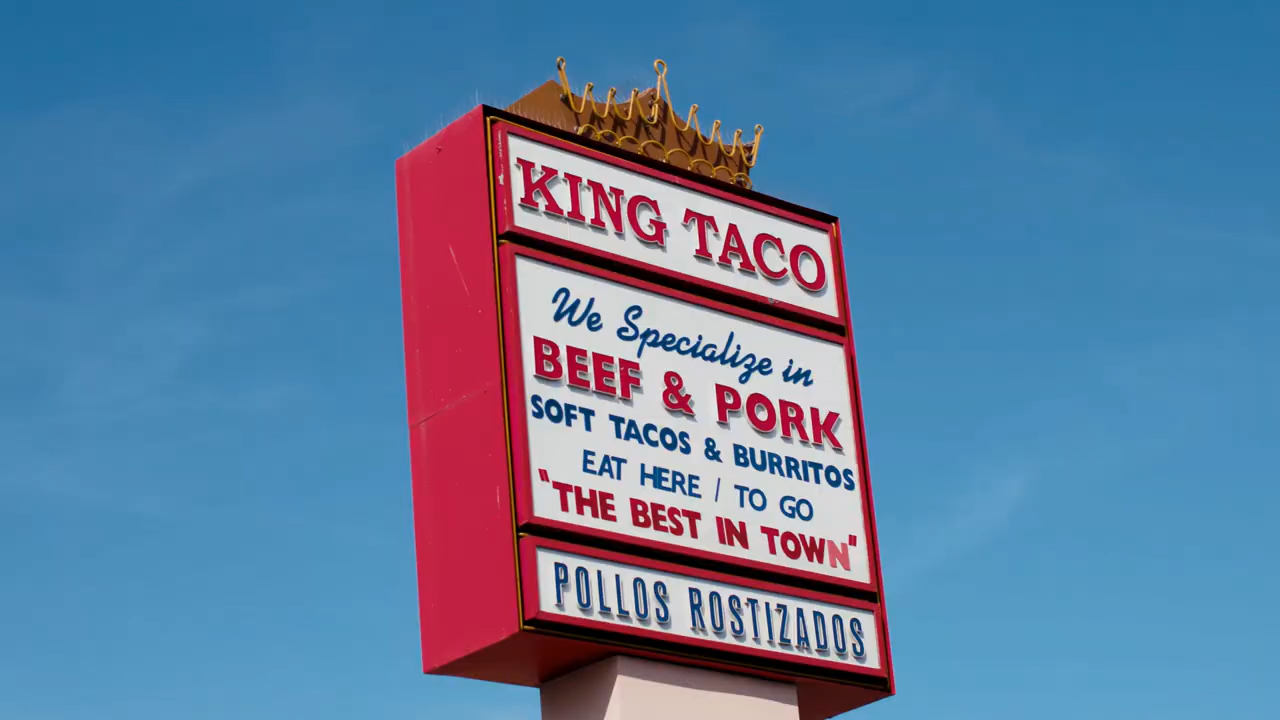 KING TACO
We Specialize in
BEEF & PORK
SOFT TACOS & BURRITOS
EAT HERE / TO GO
"THE BEST IN TOWN"
POLLOS ROSTIZADOS